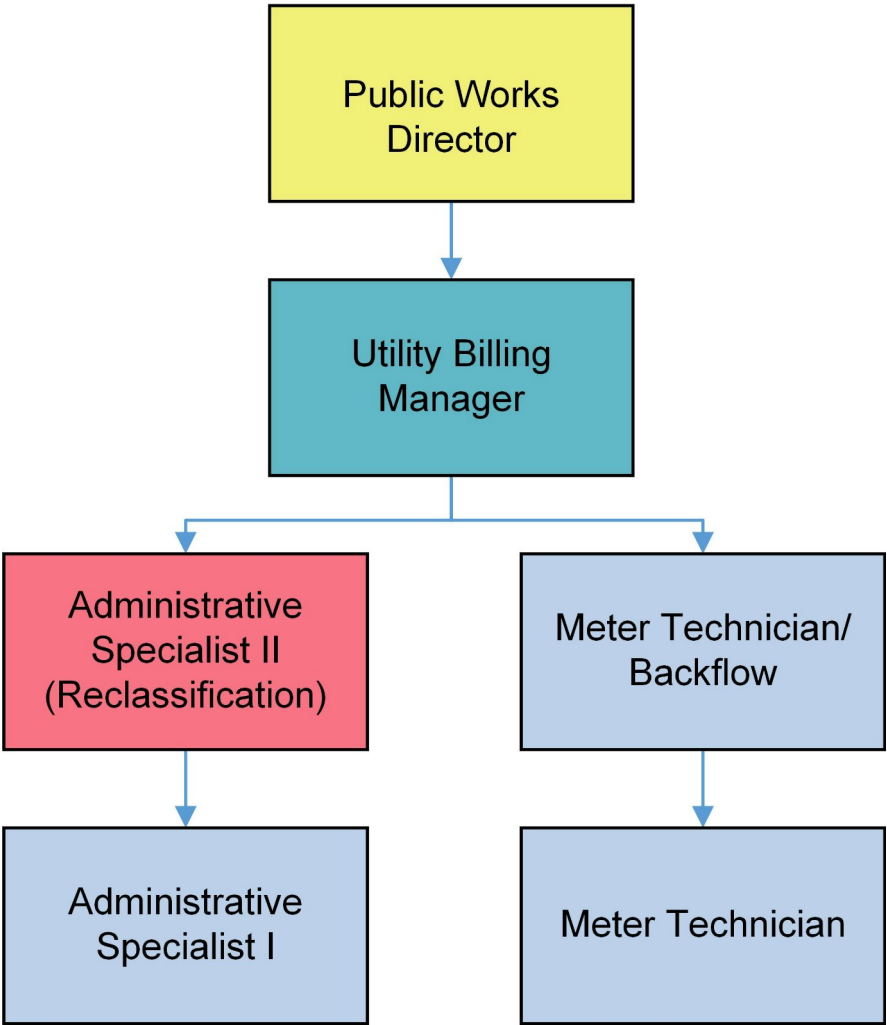 Public Works
Director
Utility Billing
Manager
Administrative
Specialist II
(Reclassification)
Meter Technician/
Backflow
Administrative
Specialist I
Meter Technician